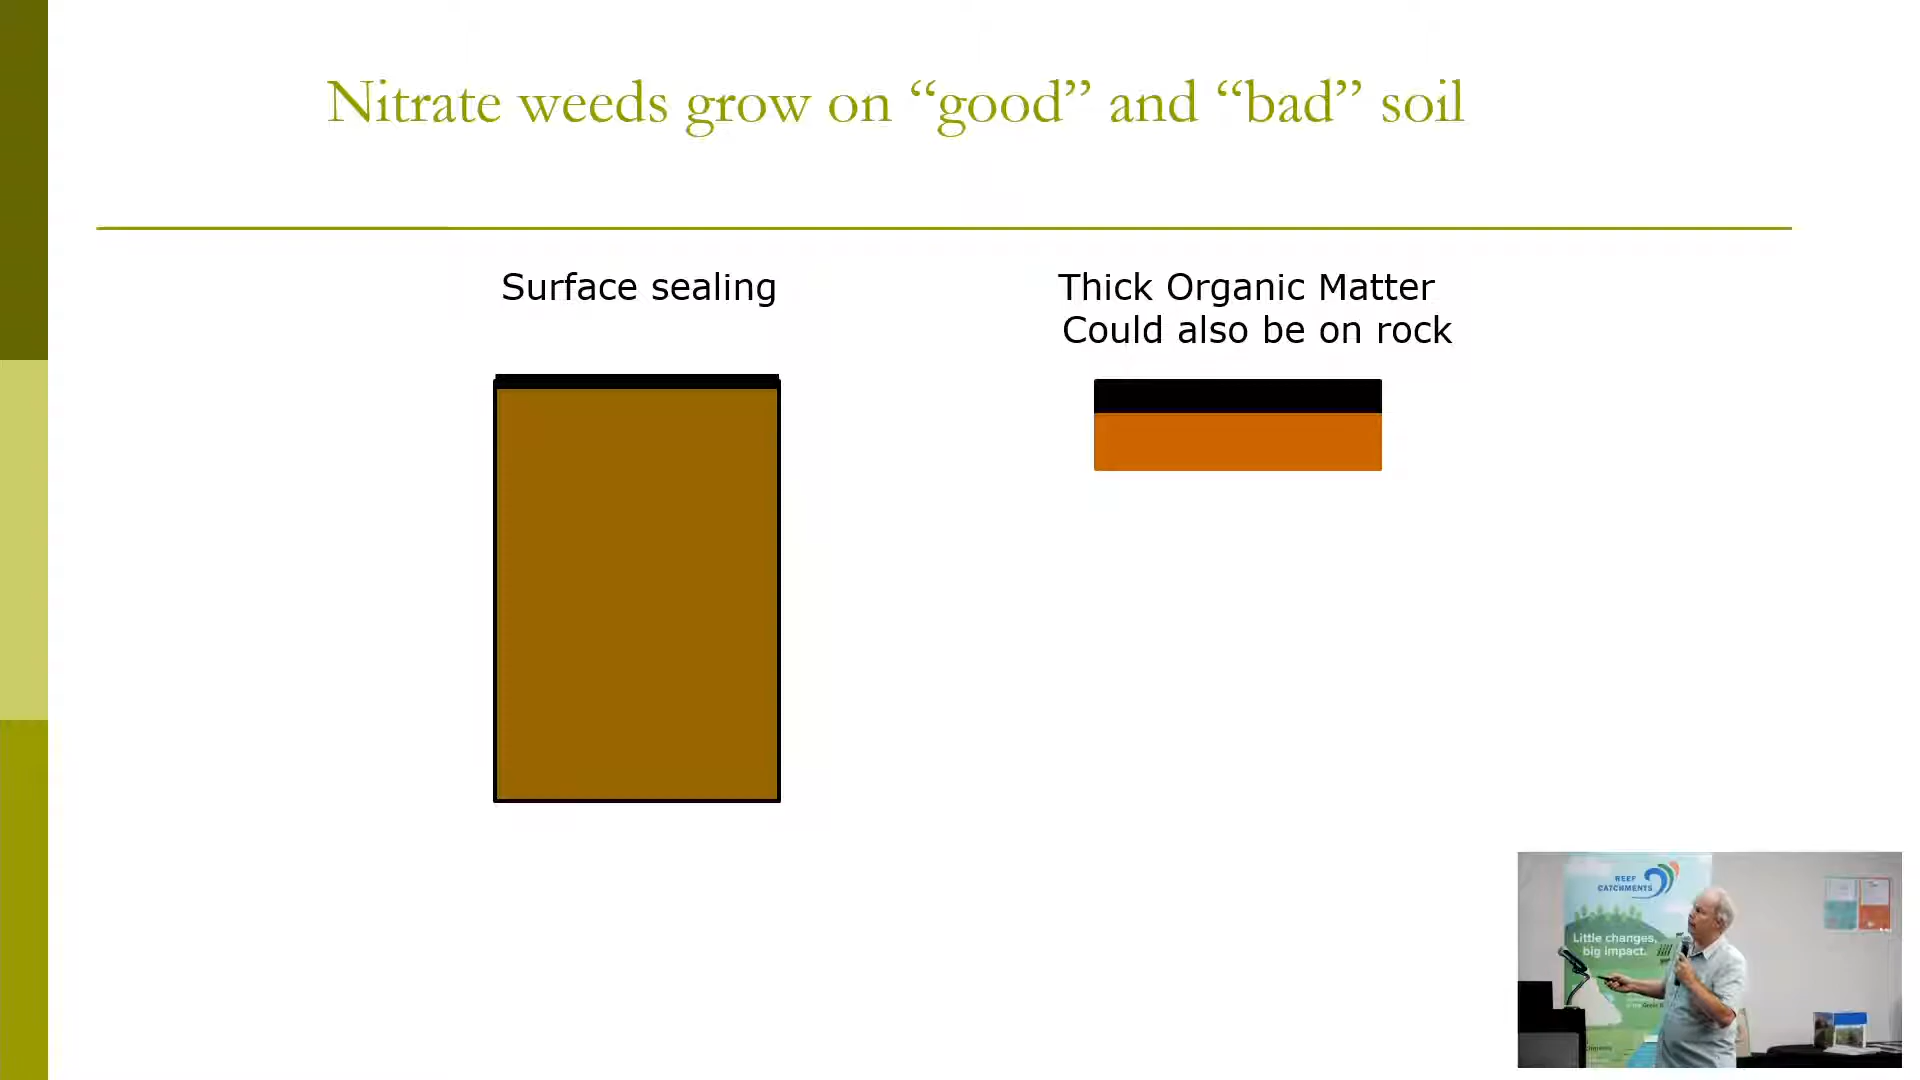 Nitrate weeds grow on “good” and “bad” soil
Surface sealing
Thick Organic Matter
Could also be on rock
REEF
CATCHMENTS
Little changes,
big impact.